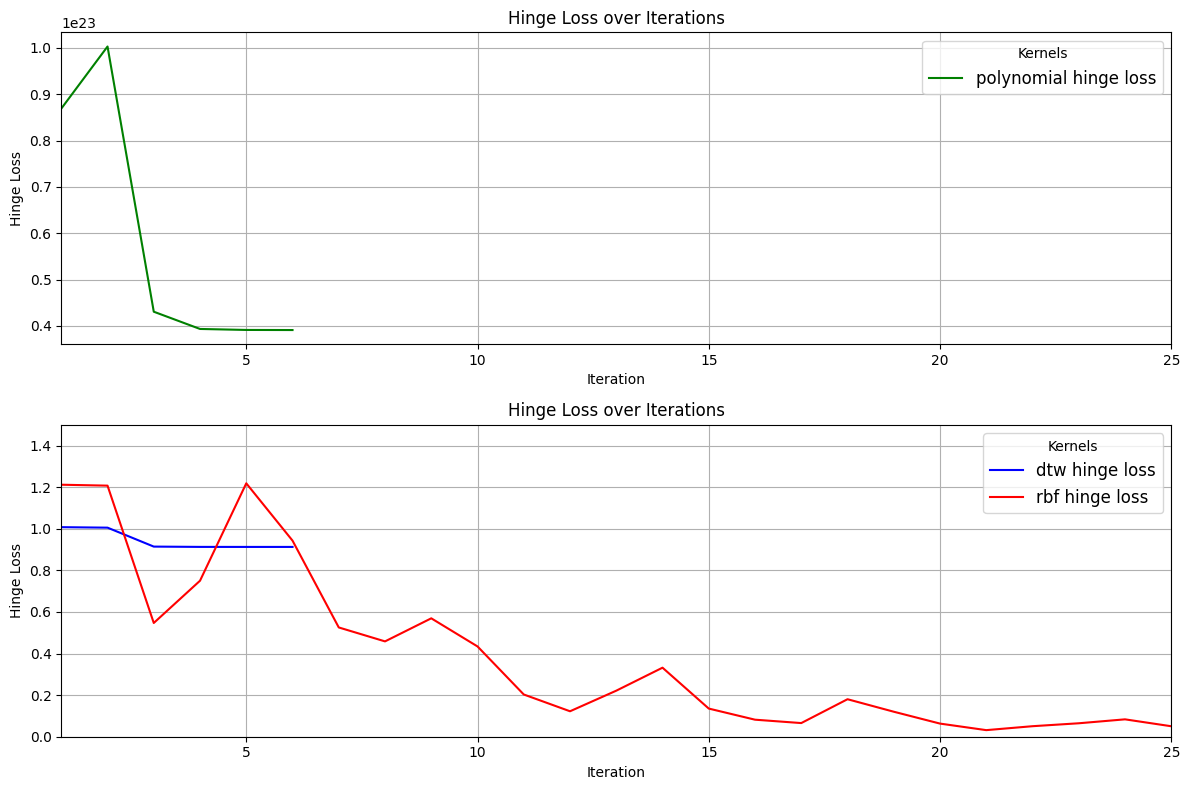 Hinge Loss over Iterations
1e23
1.0
0.9
0.8
0.7
0.6
0.5
0.4
Hinge Loss
Kernels
polynomial hinge loss
5 10 15 20 25
Iteration
Hinge Loss over Iterations
1.4
1.2
1.0
0.8
0.6
0.4
0.2
0.0
Hinge Loss
Kernels
dtw hinge loss
rbf hinge loss
5 10 15 20 25
Iteration